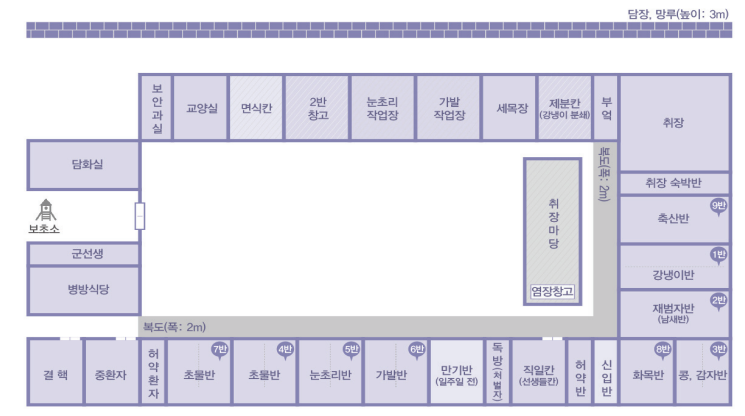 담장, 망루(높이: 3m)
보
안
과
실
교양실
면식칸
2반
창고
눈초리
작업장
가발
작업장
세목장
제분칸
(강냉이 분쇄)
부
엌
취장
담화실
복도(폭: 2m)
취장 숙박반
취
장
마
당
9반
축산반
보초소
군선생
1반
강냉이반
병방식당
염장창고
2반
재범자반
(남새반)
복도(폭: 2m)
결 핵
중환자
허
약
환
자
7반
초물반
4반
초물반
5반
눈초리반
6반
가발반
만기반
(일주일 전)
독
방
(처벌자)
직일칸
(선생들칸)
허
약
반
신
입
반
8반
화목반
3반
콩, 감자반